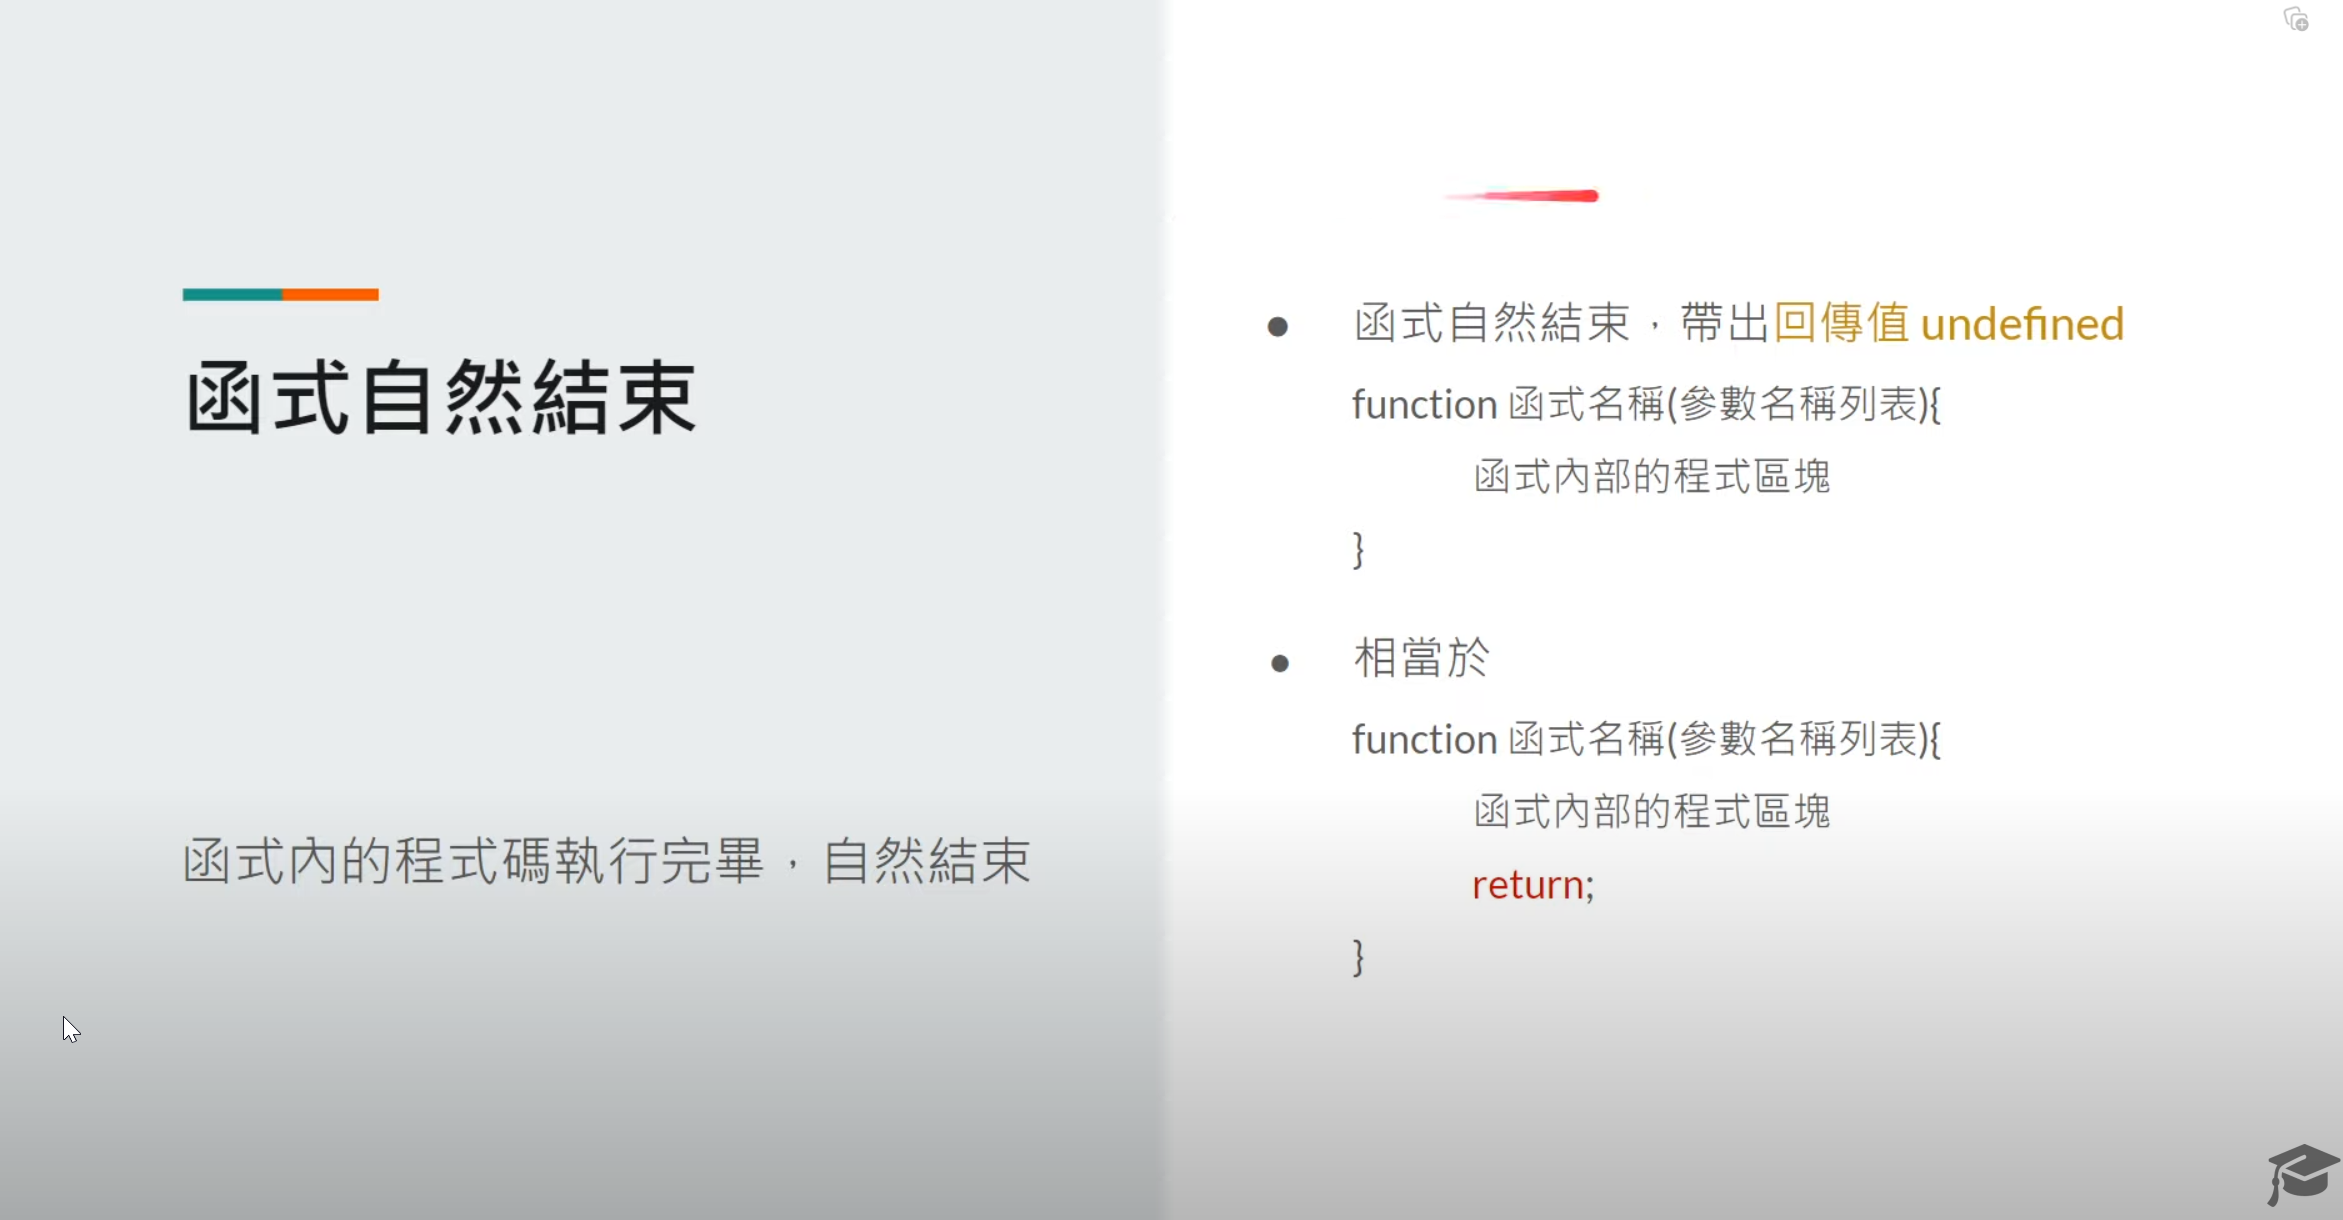 函式自然結束
函式內的程式碼執行完畢，自然結束
● 函式自然結束，帶出回傳值 undefined
function 函式名稱(參數名稱列表){
函式內部的程式區塊
}
● 相當於
function 函式名稱(參數名稱列表){
函式內部的程式區塊
return;
}